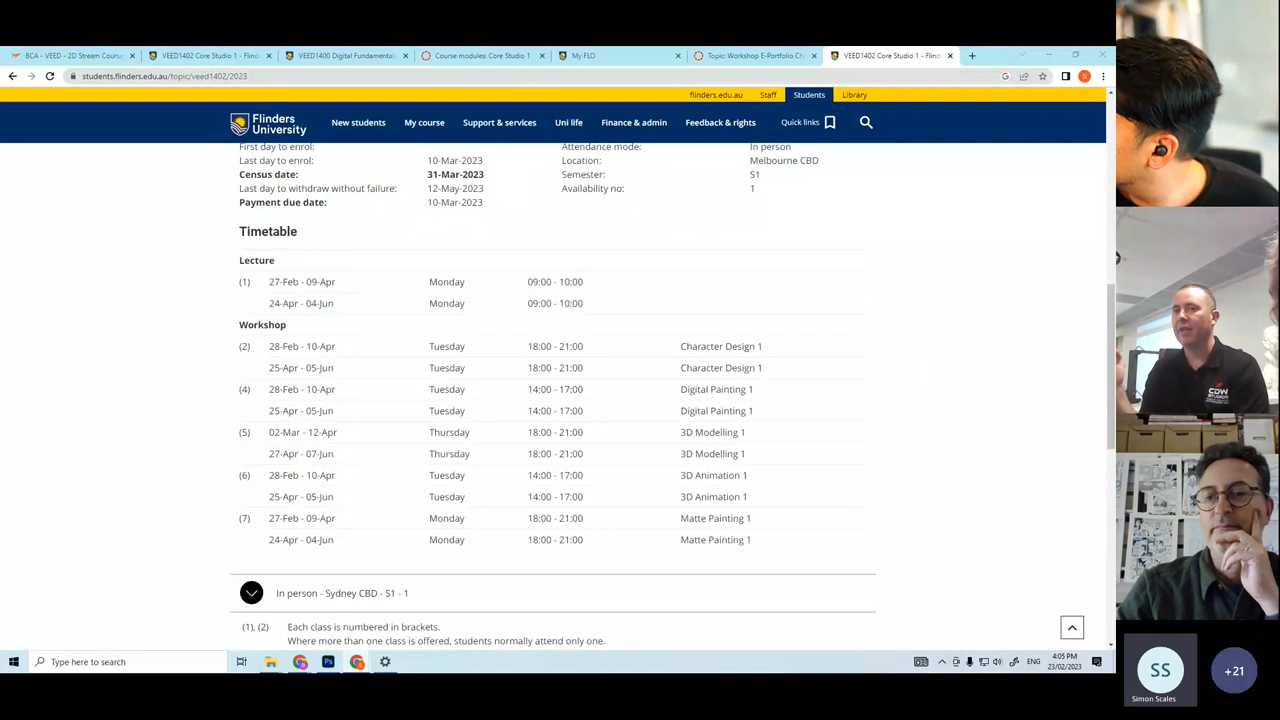 BCA - VEED - 2D Stream Cours
VEED1402 Core Studio 1 - Flind
VEED1400 Digital Fundamental
Course modules: Core Studio 1
My FLO
Topic: Workshop E-Portfolio Ch
VEED1402 Core Studio 1 - Flind
students.flinders.edu.au/topic/veed1402/2023
S
flinders.edu.au Staff Students Library
Flinders University
New students My course Support & services Uni life Finance & admin Feedback & rights Quick links
First day to enrol: Attendance mode: In person
Last day to enrol: 10-Mar-2023 Location: Melbourne CBD
Census date: 31-Mar-2023 Semester: S1
Last day to withdraw without failure: 12-May-2023 Availability no: 1
Payment due date: 10-Mar-2023
Timetable
Lecture
(1) 27-Feb - 09-Apr Monday 09:00 - 10:00
24-Apr - 04-Jun Monday 09:00 - 10:00
Workshop
(2) 28-Feb - 10-Apr Tuesday 18:00 - 21:00 Character Design 1
25-Apr - 05-Jun Tuesday 18:00 - 21:00 Character Design 1
(4) 28-Feb - 10-Apr Tuesday 14:00 - 17:00 Digital Painting 1
25-Apr - 05-Jun Tuesday 14:00 - 17:00 Digital Painting 1
(5) 02-Mar - 12-Apr Thursday 18:00 - 21:00 3D Modelling 1
27-Apr - 07-Jun Thursday 18:00 - 21:00 3D Modelling 1
(6) 28-Feb - 10-Apr Tuesday 14:00 - 17:00 3D Animation 1
25-Apr - 05-Jun Tuesday 14:00 - 17:00 3D Animation 1
(7) 27-Feb - 09-Apr Monday 18:00 - 21:00 Matte Painting 1
24-Apr - 04-Jun Monday 18:00 - 21:00 Matte Painting 1
In person - Sydney CBD - S1 - 1
(1), (2) Each class is numbered in brackets.
Where more than one class is offered, students normally attend only one.
Type here to search
Ps
ENG
4:05 PM
23/02/2023
CDW
STUDIOS
SS
Simon Scales
+21